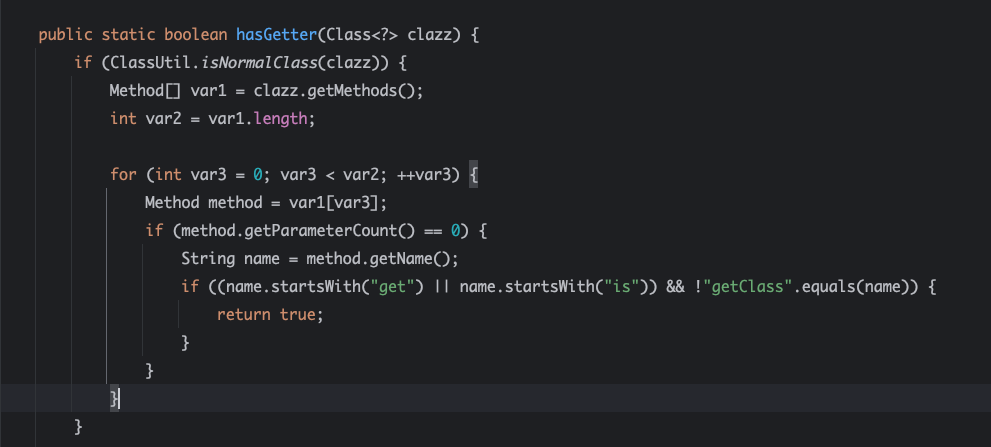 public static boolean hasGetter(Class<?> clazz) {
    if (ClassUtil.isNormalClass(clazz)) {
        Method[] var1 = clazz.getMethods();
        int var2 = var1.length;

        for (int var3 = 0; var3 < var2; ++var3) {
            Method method = var1[var3];
            if (method.getParameterCount() == 0) {
                String name = method.getName();
                if ((name.startsWith("get") || name.startsWith("is")) && !"getClass".equals(name)) {
                    return true;
                }
            }
        }
    }